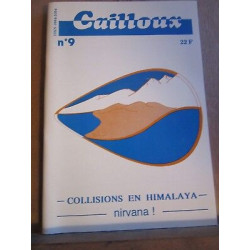 Cailloux
n°9
22 F
— COLLISIONS EN HIMALAYA —
nirvana !